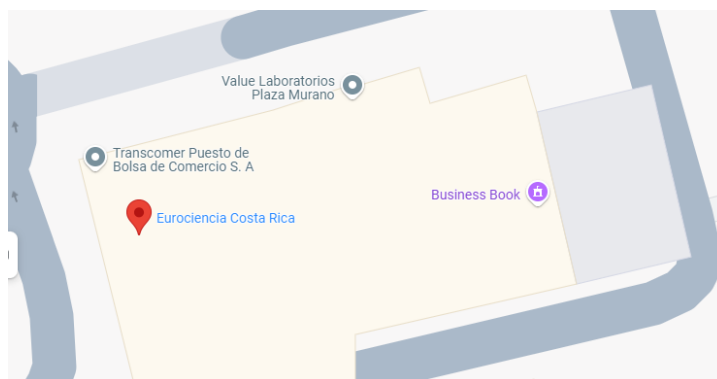 Value Laboratorios
Plaza Murano
Transcomer Puesto de
Bolsa de Comercio S. A
Business Book
Eurociencia Costa Rica